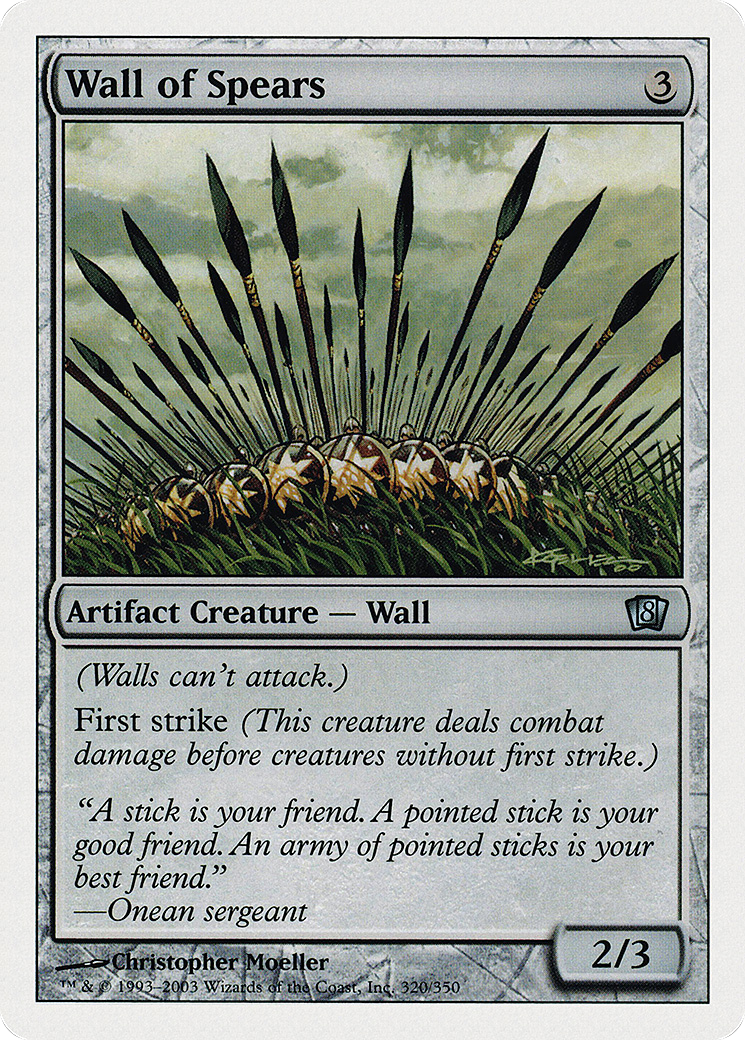 Wall of Spears
3
Artifact Creature — Wall
8
(Walls can’t attack.)
First strike (This creature deals combat
damage before creatures without first strike.)
“A stick is your friend. A pointed stick is your
good friend. An army of pointed sticks is your
best friend.”
—Onean sergeant
2/3
Christopher Moeller
™ & © 1993–2003 Wizards of the Coast, Inc. 320/350